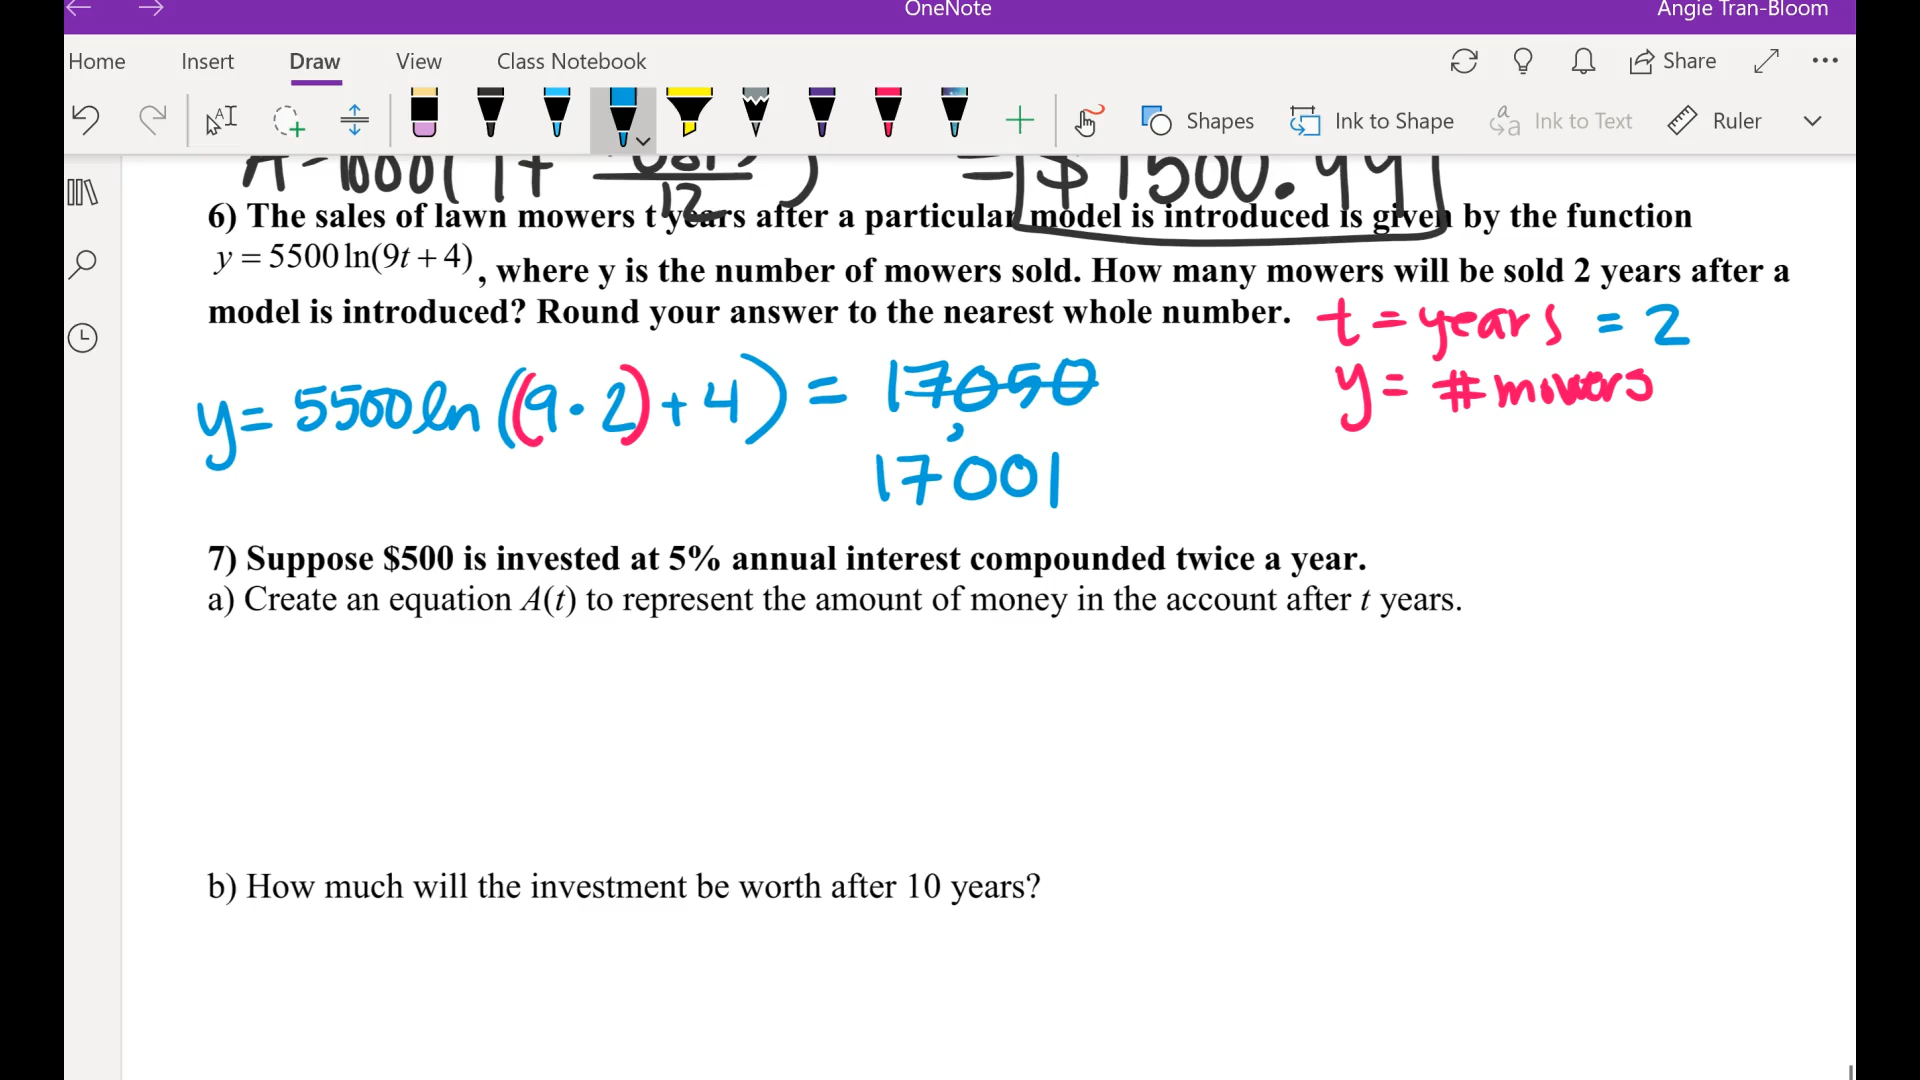 OneNote
Angie Tran-Bloom
Home Insert Draw View Class Notebook Share
Shapes Ink to Shape Ink to Text Ruler
A = 1000(1 + .0819/12) = $1500.99
6) The sales of lawn mowers t years after a particular model is introduced is given by the function
y = 5500 ln(9t + 4) , where y is the number of mowers sold. How many mowers will be sold 2 years after a
model is introduced? Round your answer to the nearest whole number.
t = years = 2
y = # mowers
y = 5500 ln ((9 · 2) + 4) = 17050
17001
7) Suppose $500 is invested at 5% annual interest compounded twice a year.
a) Create an equation A(t) to represent the amount of money in the account after t years.
b) How much will the investment be worth after 10 years?